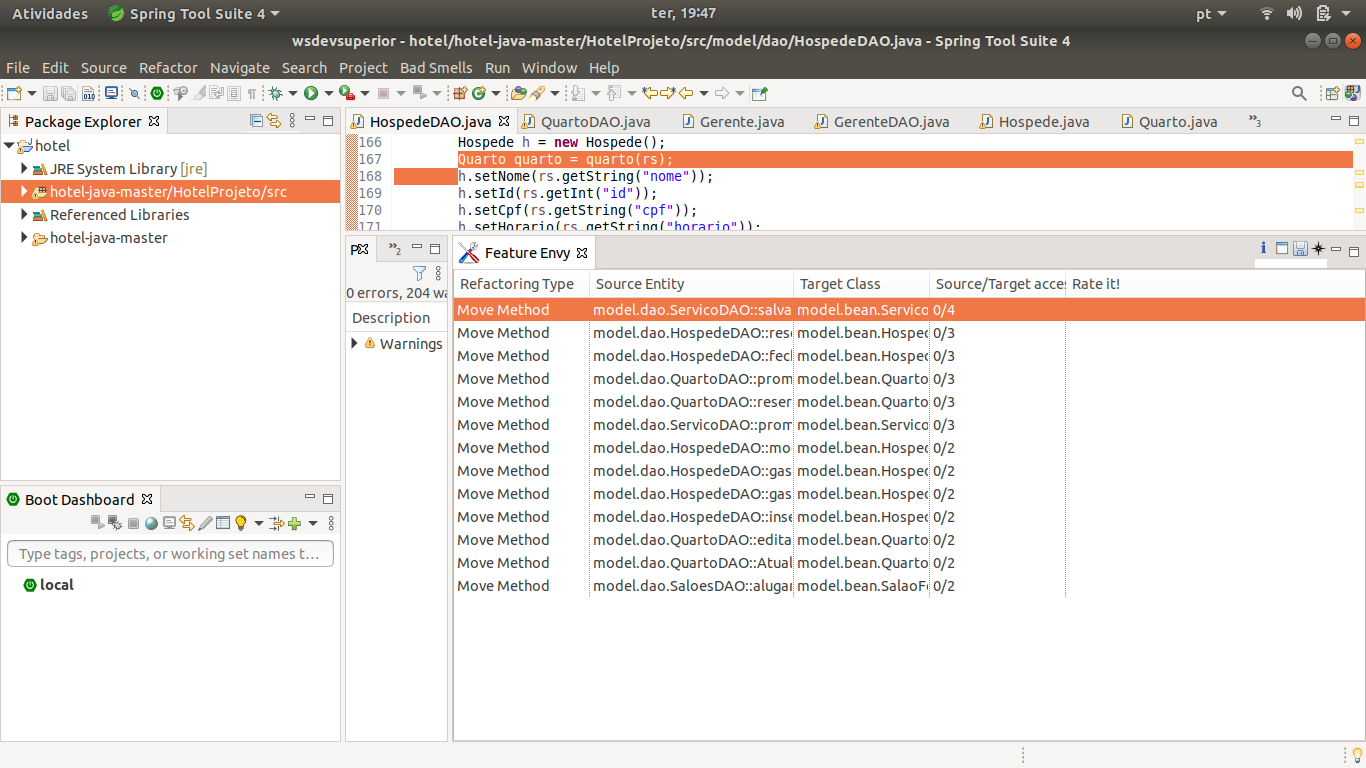 Atividades Spring Tool Suite 4 ter, 19:47 pt
wsdevsuperior - hotel/hotel-java-master/HotelProjeto/src/model/dao/HospedeDAO.java - Spring Tool Suite 4
File Edit Source Refactor Navigate Search Project Bad Smells Run Window Help
Package Explorer
hotel
JRE System Library [jre]
hotel-java-master/HotelProjeto/src
Referenced Libraries
hotel-java-master
Boot Dashboard
Type tags, projects, or working set names t...
local
HospedeDAO.java QuartoDAO.java Gerente.java GerenteDAO.java Hospede.java Quarto.java »3
166 Hospede h = new Hospede();
167 Quarto quarto = quarto(rs);
168 h.setNome(rs.getString("nome"));
169 h.setId(rs.getInt("id"));
170 h.setCpf(rs.getString("cpf"));
171 h.setHorario(rs.getString("horario"));
P »2
0 errors, 204 wa
Description
Warnings
Feature Envy
Refactoring Type Source Entity Target Class Source/Target acces Rate it!
Move Method model.dao.ServicoDAO::salva model.bean.Servico 0/4
Move Method model.dao.HospedeDAO::rese model.bean.Hosped 0/3
Move Method model.dao.HospedeDAO::fecl model.bean.Hosped 0/3
Move Method model.dao.QuartoDAO::prom model.bean.Quarto 0/3
Move Method model.dao.QuartoDAO::reser model.bean.Quarto 0/3
Move Method model.dao.ServicoDAO::prom model.bean.Servico 0/3
Move Method model.dao.HospedeDAO::mo model.bean.Hosped 0/2
Move Method model.dao.HospedeDAO::gas model.bean.Hosped 0/2
Move Method model.dao.HospedeDAO::gas model.bean.Hosped 0/2
Move Method model.dao.HospedeDAO::inse model.bean.Hosped 0/2
Move Method model.dao.QuartoDAO::edita model.bean.Quarto 0/2
Move Method model.dao.QuartoDAO::Atual model.bean.Quarto 0/2
Move Method model.dao.SaloesDAO::alugar model.bean.SalaoFe 0/2